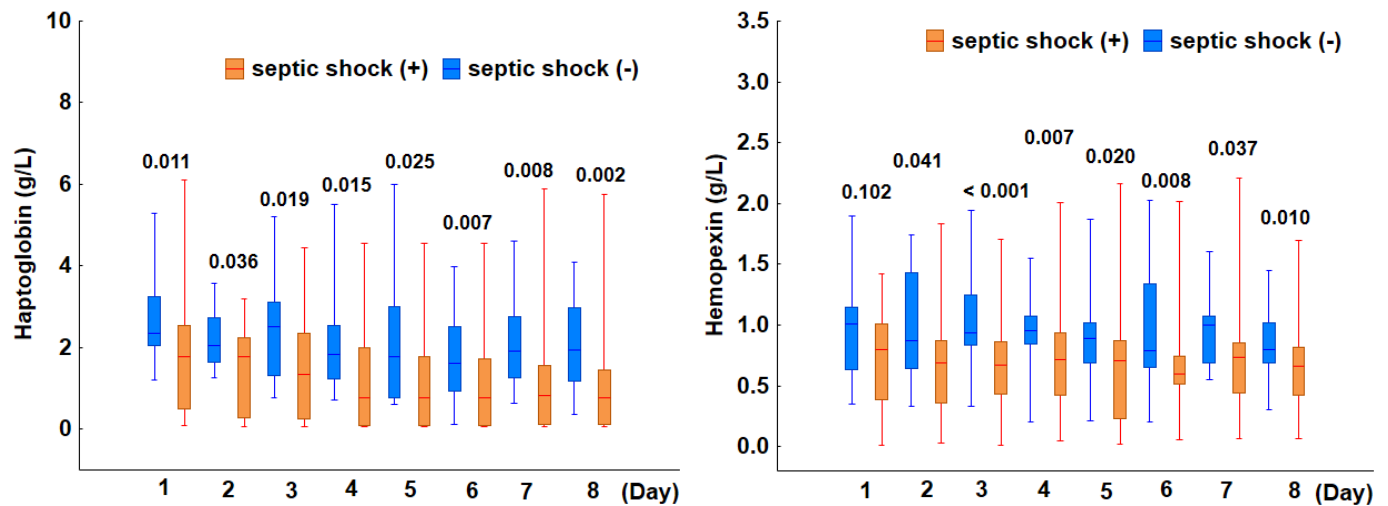 Haptoglobin (g/L)
10
8
6
4
2
0
septic shock (+) septic shock (-)
0.011 0.036 0.019 0.015 0.025 0.007 0.008 0.002
1 2 3 4 5 6 7 8 (Day)
Hemopexin (g/L)
3.5
3.0
2.5
2.0
1.5
1.0
0.5
0.0
septic shock (+) septic shock (-)
0.102 0.041 < 0.001 0.007 0.020 0.008 0.037 0.010
1 2 3 4 5 6 7 8 (Day)